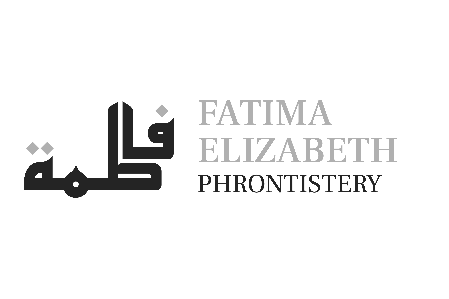 فاطمة
FATIMA
ELIZABETH
PHRONTISTERY